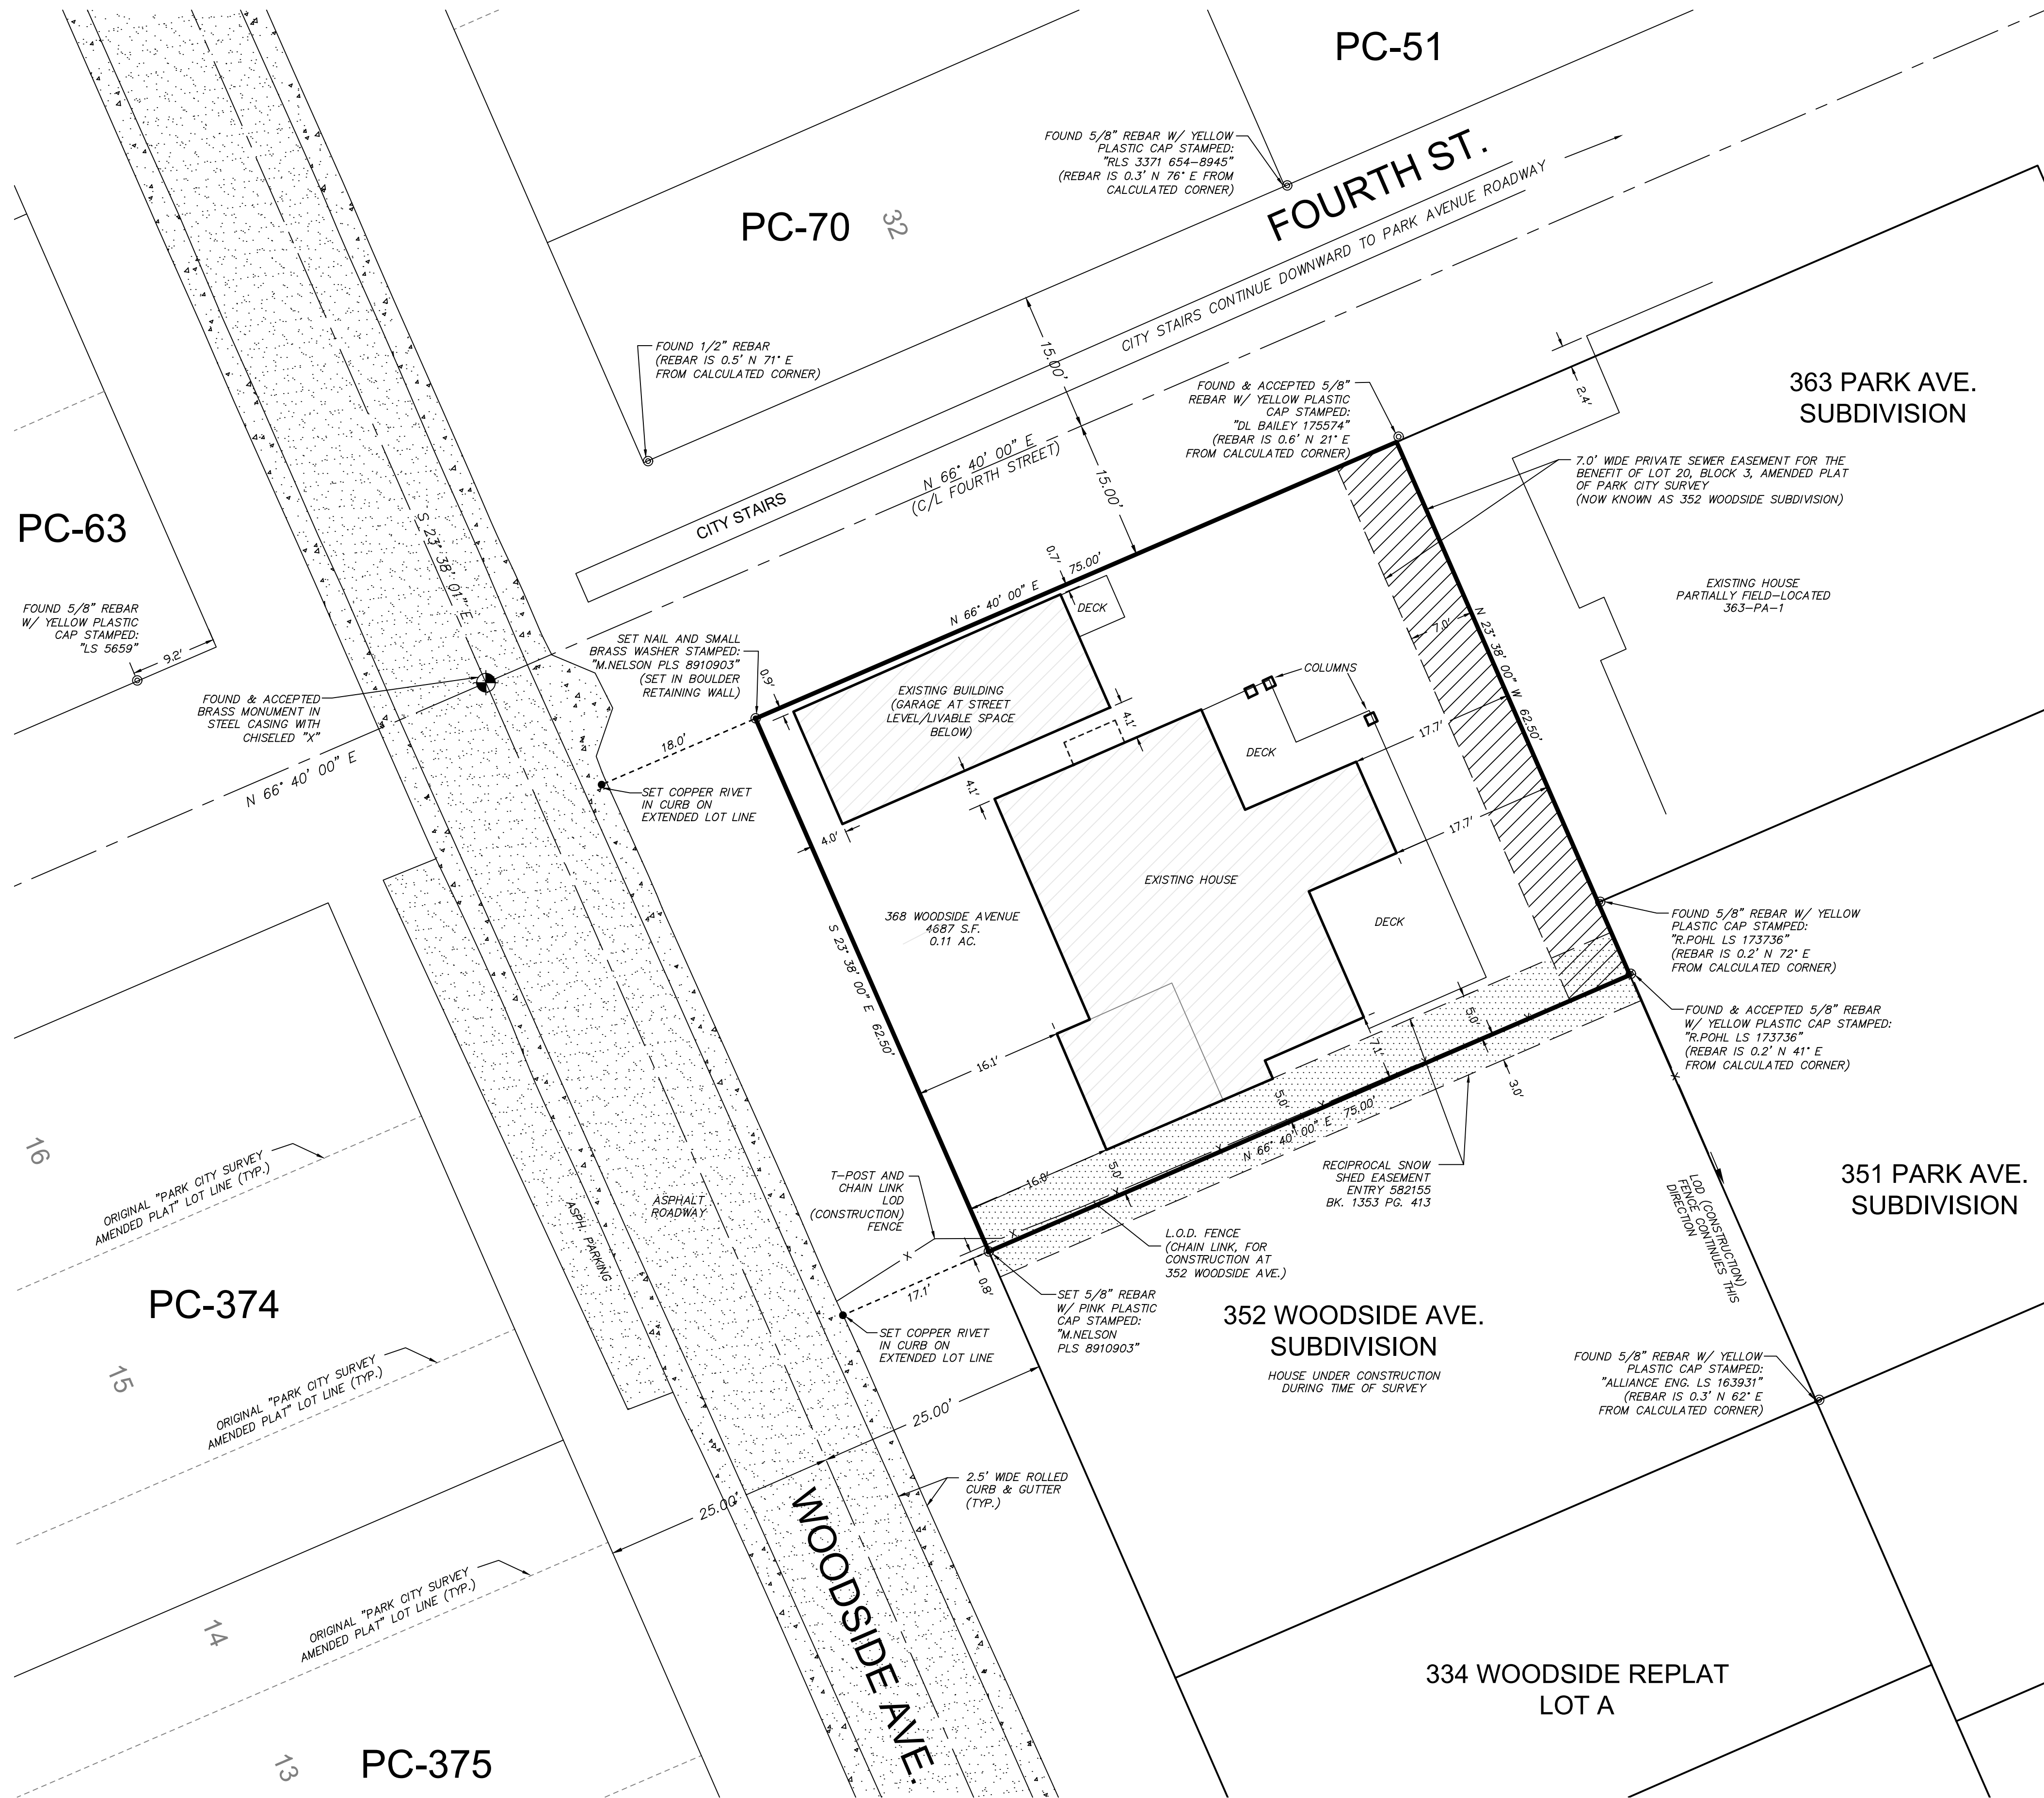 PC-51
FOUND 5/8" REBAR W/ YELLOW
PLASTIC CAP STAMPED:
"RLS 3371 654-8945"
(REBAR IS 0.3' N 76° E FROM
CALCULATED CORNER)
FOURTH ST.
CITY STAIRS CONTINUE DOWNWARD TO PARK AVENUE ROADWAY
PC-70
32
FOUND 1/2" REBAR
(REBAR IS 0.5' N 71° E
FROM CALCULATED CORNER)
15.00'
15.00'
N 66° 40' 00" E
(C/L FOURTH STREET)
CITY STAIRS
FOUND & ACCEPTED 5/8"
REBAR W/ YELLOW PLASTIC
CAP STAMPED:
"DL BAILEY 175574"
(REBAR IS 0.6' N 21° E
FROM CALCULATED CORNER)
2.4'
363 PARK AVE.
SUBDIVISION
7.0' WIDE PRIVATE SEWER EASEMENT FOR THE
BENEFIT OF LOT 20, BLOCK 3, AMENDED PLAT
OF PARK CITY SURVEY
(NOW KNOWN AS 352 WOODSIDE SUBDIVISION)
EXISTING HOUSE
PARTIALLY FIELD-LOCATED
363-PA-1
PC-63
FOUND 5/8" REBAR
W/ YELLOW PLASTIC
CAP STAMPED:
"LS 5659"
9.2'
S 23° 38' 01" E
FOUND & ACCEPTED
BRASS MONUMENT IN
STEEL CASING WITH
CHISELED "X"
N 66° 40' 00" E
SET NAIL AND SMALL
BRASS WASHER STAMPED:
"M.NELSON PLS 8910903"
(SET IN BOULDER
RETAINING WALL)
18.0'
SET COPPER RIVET
IN CURB ON
EXTENDED LOT LINE
N 66° 40' 00" E
75.00'
0.7'
0.9'
DECK
EXISTING BUILDING
(GARAGE AT STREET
LEVEL/LIVABLE SPACE
BELOW)
4.1'
4.1'
4.0'
COLUMNS
DECK
7.0'
N 23° 38' 00" W
62.50'
17.7'
17.7'
EXISTING HOUSE
DECK
368 WOODSIDE AVENUE
4687 S.F.
0.11 AC.
S 23° 38' 00" E
62.50'
16.1'
16.0'
5.0'
5.0'
7.1'
5.0'
3.0'
N 66° 40' 00" E
75.00'
FOUND 5/8" REBAR W/ YELLOW
PLASTIC CAP STAMPED:
"R.POHL LS 173736"
(REBAR IS 0.2' N 72° E
FROM CALCULATED CORNER)
FOUND & ACCEPTED 5/8" REBAR
W/ YELLOW PLASTIC CAP STAMPED:
"R.POHL LS 173736"
(REBAR IS 0.2' N 41° E
FROM CALCULATED CORNER)
RECIPROCAL SNOW
SHED EASEMENT
ENTRY 582155
BK. 1353 PG. 413
T-POST AND
CHAIN LINK
LOD
(CONSTRUCTION)
FENCE
L.O.D. FENCE
(CHAIN LINK, FOR
CONSTRUCTION AT
352 WOODSIDE AVE.)
0.8'
17.1'
SET 5/8" REBAR
W/ PINK PLASTIC
CAP STAMPED:
"M.NELSON
PLS 8910903"
SET COPPER RIVET
IN CURB ON
EXTENDED LOT LINE
352 WOODSIDE AVE.
SUBDIVISION
HOUSE UNDER CONSTRUCTION
DURING TIME OF SURVEY
LOD (CONSTRUCTION)
FENCE CONTINUES THIS
DIRECTION
351 PARK AVE.
SUBDIVISION
FOUND 5/8" REBAR W/ YELLOW
PLASTIC CAP STAMPED:
"ALLIANCE ENG. LS 163931"
(REBAR IS 0.3' N 62° E
FROM CALCULATED CORNER)
ASPHALT
ROADWAY
ASPH. PARKING
16
ORIGINAL "PARK CITY SURVEY
AMENDED PLAT" LOT LINE (TYP.)
PC-374
15
ORIGINAL "PARK CITY SURVEY
AMENDED PLAT" LOT LINE (TYP.)
25.00'
25.00'
2.5' WIDE ROLLED
CURB & GUTTER
(TYP.)
WOODSIDE AVE.
14
ORIGINAL "PARK CITY SURVEY
AMENDED PLAT" LOT LINE (TYP.)
13
PC-375
334 WOODSIDE REPLAT
LOT A